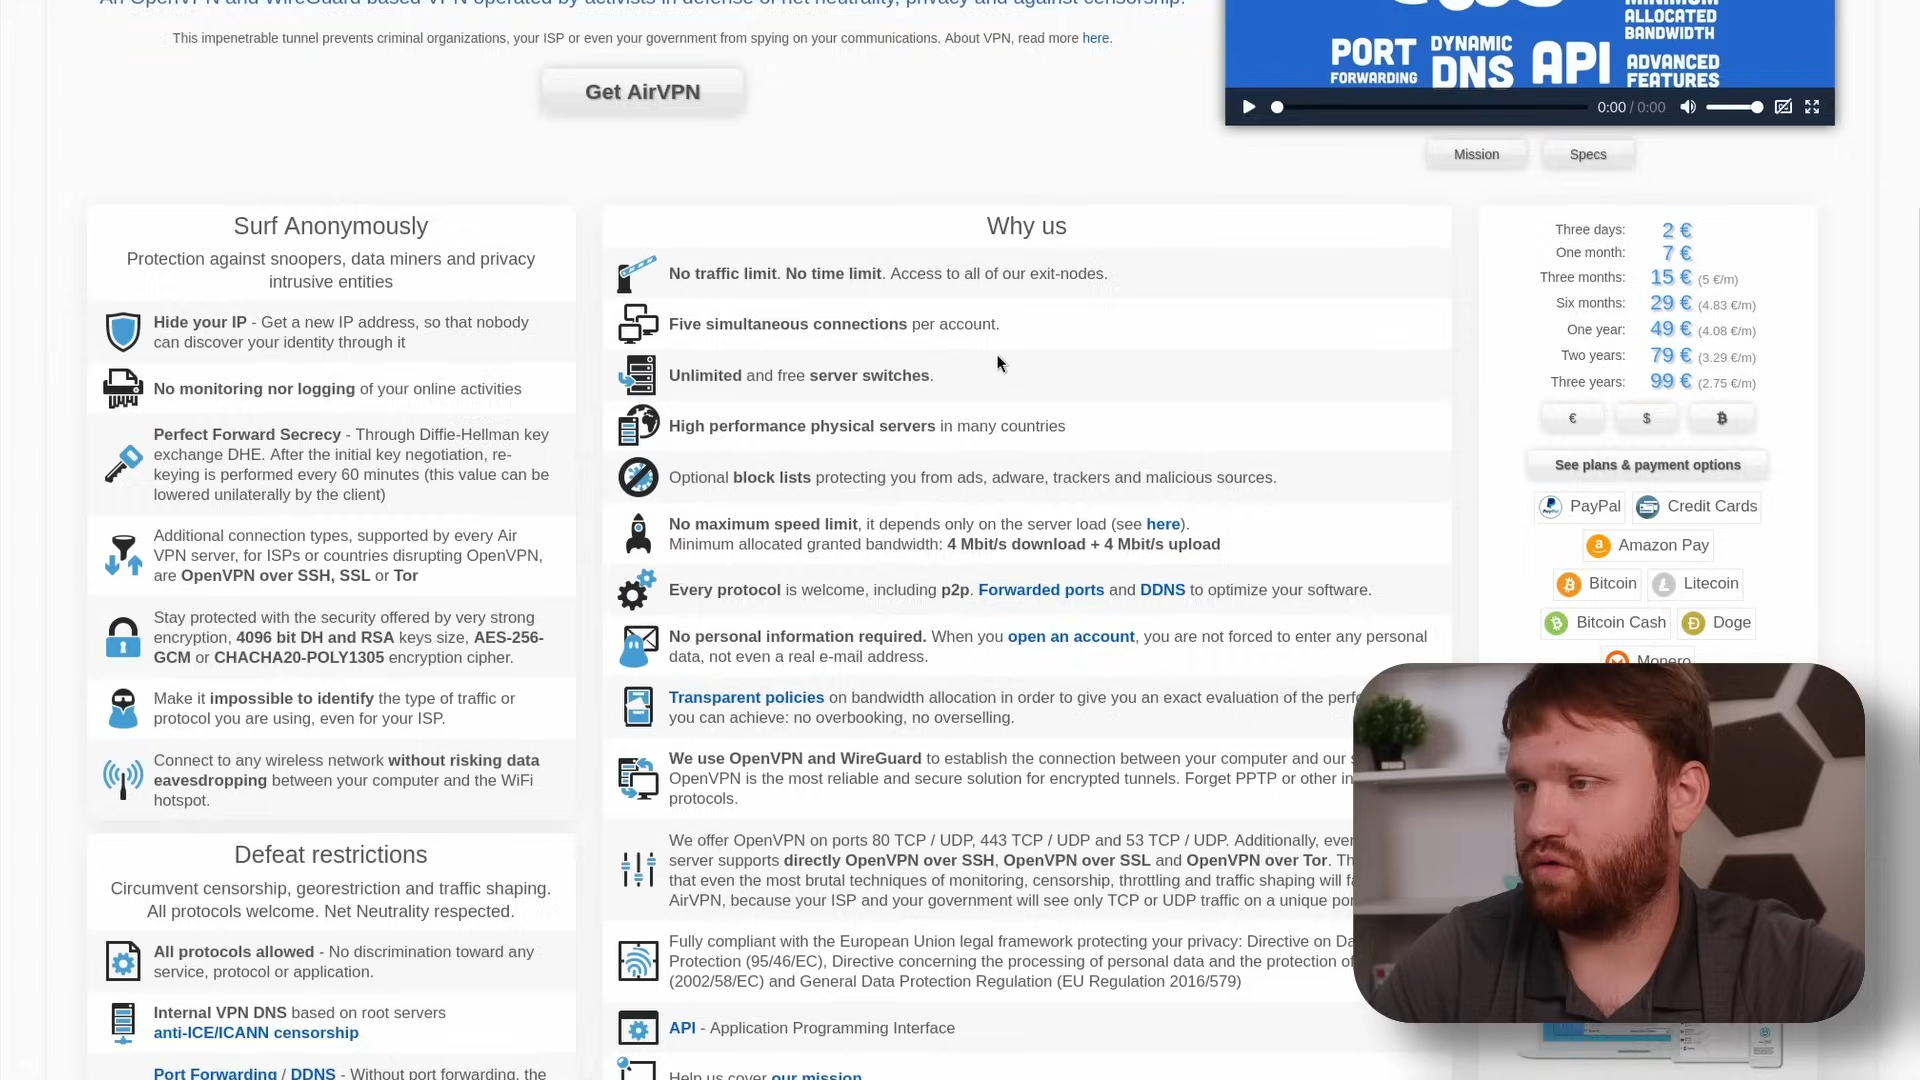 An OpenVPN and WireGuard based VPN operated by activists in defense of net neutrality, privacy and against censorship.
This impenetrable tunnel prevents criminal organizations, your ISP or even your government from spying on your communications. About VPN, read more here.
Get AirVPN
MINIMUM
ALLOCATED
BANDWIDTH
PORT
FORWARDING
DYNAMIC
DNS
API
ADVANCED
FEATURES
0:00 / 0:00
Mission
Specs
Surf Anonymously
Protection against snoopers, data miners and privacy
intrusive entities
Hide your IP - Get a new IP address, so that nobody
can discover your identity through it
No monitoring nor logging of your online activities
Perfect Forward Secrecy - Through Diffie-Hellman key
exchange DHE. After the initial key negotiation, re-
keying is performed every 60 minutes (this value can be
lowered unilaterally by the client)
Additional connection types, supported by every Air
VPN server, for ISPs or countries disrupting OpenVPN,
are OpenVPN over SSH, SSL or Tor
Stay protected with the security offered by very strong
encryption, 4096 bit DH and RSA keys size, AES-256-
GCM or CHACHA20-POLY1305 encryption cipher.
Make it impossible to identify the type of traffic or
protocol you are using, even for your ISP.
Connect to any wireless network without risking data
eavesdropping between your computer and the WiFi
hotspot.
Defeat restrictions
Circumvent censorship, georestriction and traffic shaping.
All protocols welcome. Net Neutrality respected.
All protocols allowed - No discrimination toward any
service, protocol or application.
Internal VPN DNS based on root servers
anti-ICE/ICANN censorship
Port Forwarding / DDNS - Without port forwarding, the
Why us
No traffic limit. No time limit. Access to all of our exit-nodes.
Five simultaneous connections per account.
Unlimited and free server switches.
High performance physical servers in many countries
Optional block lists protecting you from ads, adware, trackers and malicious sources.
No maximum speed limit, it depends only on the server load (see here).
Minimum allocated granted bandwidth: 4 Mbit/s download + 4 Mbit/s upload
Every protocol is welcome, including p2p. Forwarded ports and DDNS to optimize your software.
No personal information required. When you open an account, you are not forced to enter any personal
data, not even a real e-mail address.
Transparent policies on bandwidth allocation in order to give you an exact evaluation of the perf
you can achieve: no overbooking, no overselling.
We use OpenVPN and WireGuard to establish the connection between your computer and our s
OpenVPN is the most reliable and secure solution for encrypted tunnels. Forget PPTP or other in
protocols.
We offer OpenVPN on ports 80 TCP / UDP, 443 TCP / UDP and 53 TCP / UDP. Additionally, ever
server supports directly OpenVPN over SSH, OpenVPN over SSL and OpenVPN over Tor. Th
that even the most brutal techniques of monitoring, censorship, throttling and traffic shaping will fa
AirVPN, because your ISP and your government will see only TCP or UDP traffic on a unique por
Fully compliant with the European Union legal framework protecting your privacy: Directive on Da
Protection (95/46/EC), Directive concerning the processing of personal data and the protection of
(2002/58/EC) and General Data Protection Regulation (EU Regulation 2016/579)
API - Application Programming Interface
Help us cover our mission
Three days: 2 €
One month: 7 €
Three months: 15 € (5 €/m)
Six months: 29 € (4.83 €/m)
One year: 49 € (4.08 €/m)
Two years: 79 € (3.29 €/m)
Three years: 99 € (2.75 €/m)
€ $ ₿
See plans & payment options
PayPal Credit Cards
Amazon Pay
Bitcoin Litecoin
Bitcoin Cash Doge
Monero